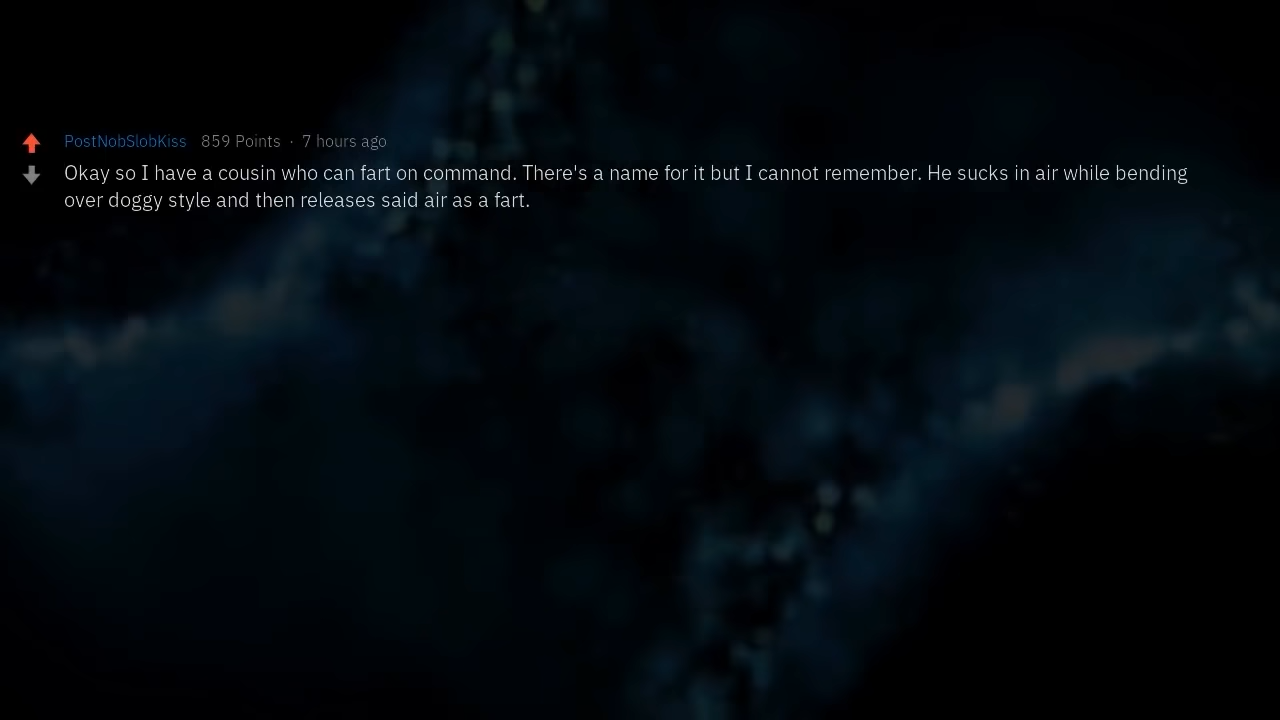 PostNobSlobKiss 859 Points · 7 hours ago
Okay so I have a cousin who can fart on command. There's a name for it but I cannot remember. He sucks in air while bending
over doggy style and then releases said air as a fart.